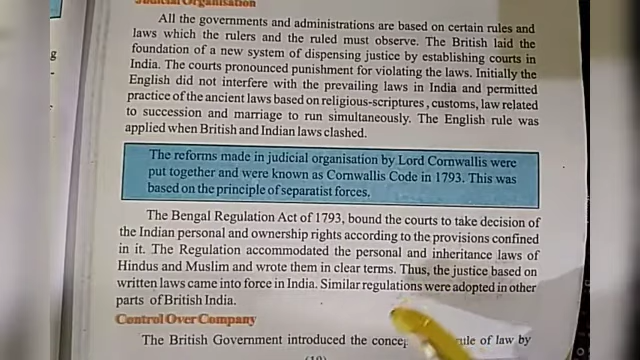 Judicial Organisation
All the governments and administrations are based on certain rules and
laws which the rulers and the ruled must observe. The British laid the
foundation of a new system of dispensing justice by establishing courts in
India. The courts pronounced punishment for violating the laws. Initially the
English did not interfere with the prevailing laws in India and permitted
practice of the ancient laws based on religious-scriptures, customs, law related
to succession and marriage to run simultaneously. The English rule was
applied when British and Indian laws clashed.
The reforms made in judicial organisation by Lord Cornwallis were
put together and were known as Cornwallis Code in 1793. This was
based on the principle of separatist forces.
The Bengal Regulation Act of 1793, bound the courts to take decision of
the Indian personal and ownership rights according to the provisions confined
in it. The Regulation accommodated the personal and inheritance laws of
Hindus and Muslim and wrote them in clear terms. Thus, the justice based on
written laws came into force in India. Similar regulations were adopted in other
parts of British India.
Control Over Company
The British Government introduced the of law by